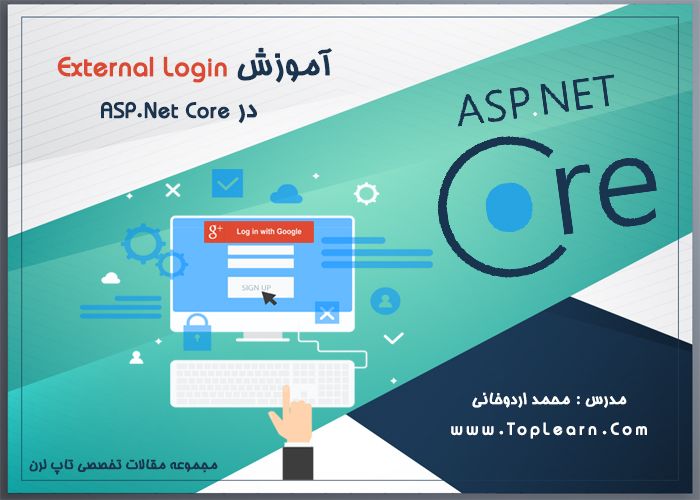 آموزش External Login
در ASP.Net Core
ASP.NET
Core
g+ Log in with Google
SIGN UP
مدرس : محمد اردوخانی
www.TopLearn.Com
مجموعه مقالات تخصصی تاپ لرن